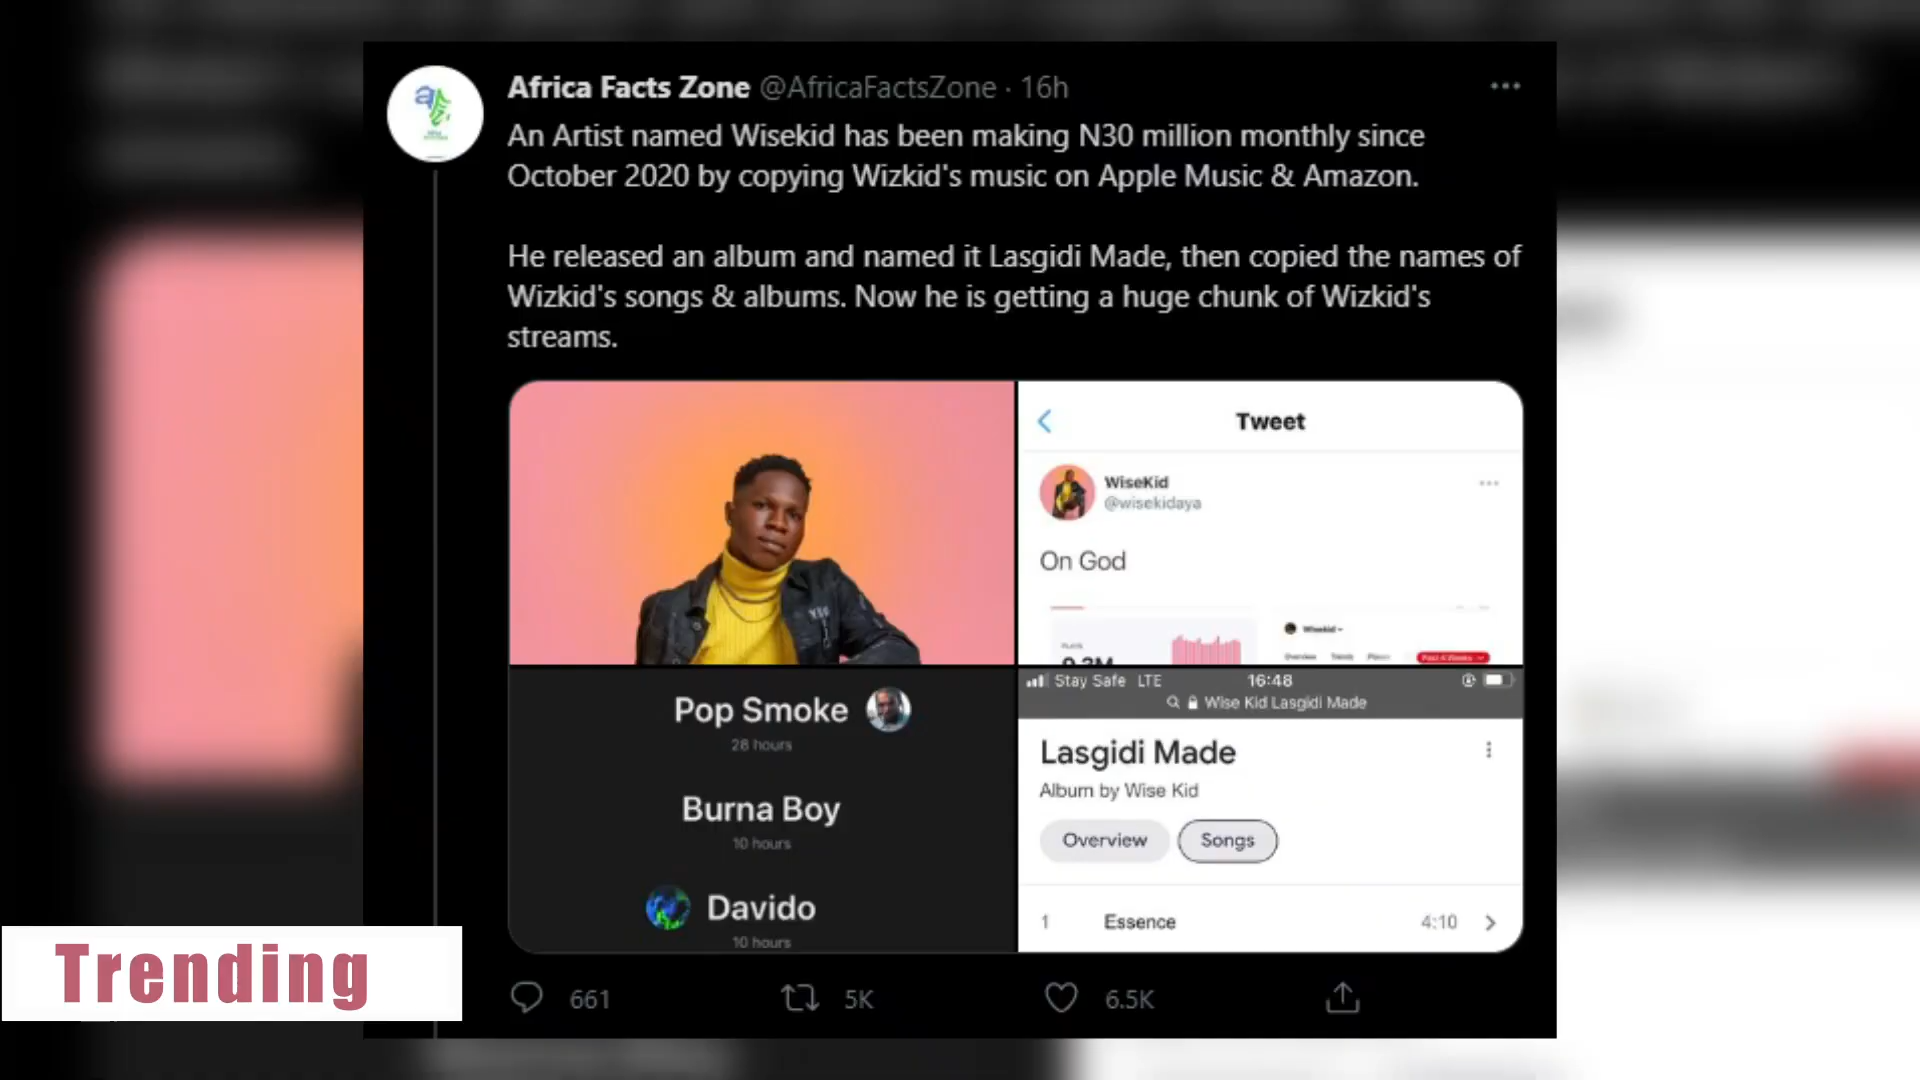 Africa Facts Zone @AfricaFactsZone · 16h
An Artist named Wisekid has been making N30 million monthly since
October 2020 by copying Wizkid's music on Apple Music & Amazon.
He released an album and named it Lasgidi Made, then copied the names of
Wizkid's songs & albums. Now he is getting a huge chunk of Wizkid's
streams.
Tweet
WiseKid
@wisekidaya
On God
Wisekid
Pop Smoke
28 hours
Burna Boy
10 hours
Davido
10 hours
Stay Safe LTE 16:48
Wise Kid Lasgidi Made
Lasgidi Made
Album by Wise Kid
Overview Songs
1 Essence 4:10
661 5K 6.5K
Trending